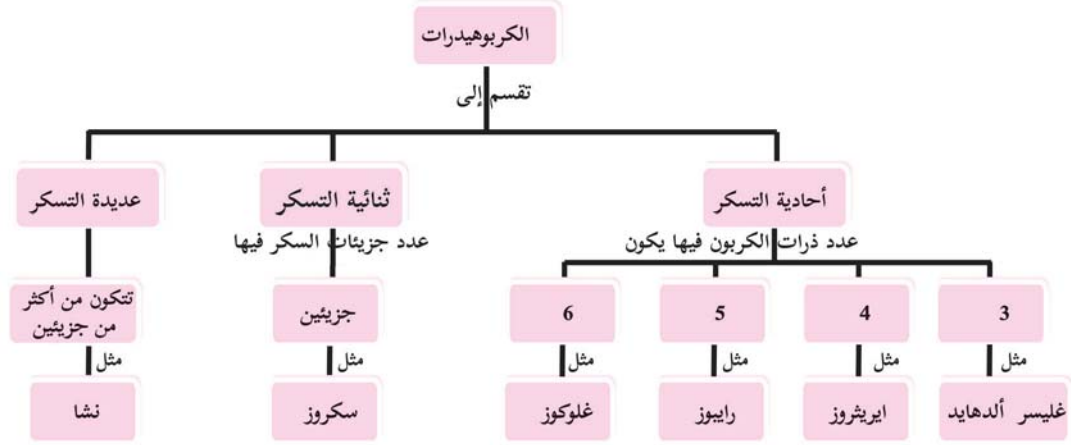 الكربوهيدرات
تقسم إلى
أحادية التسكر
ثنائية التسكر
عديدة التسكر
عدد ذرات الكربون فيها يكون
عدد جزيئات السكر فيها
3
4
5
6
جزيئين
تتكون من أكثر
من جزيئين
مثل
مثل
مثل
مثل
مثل
مثل
غليسر ألدهايد
ايريثروز
رايبوز
غلوكوز
سكروز
نشا